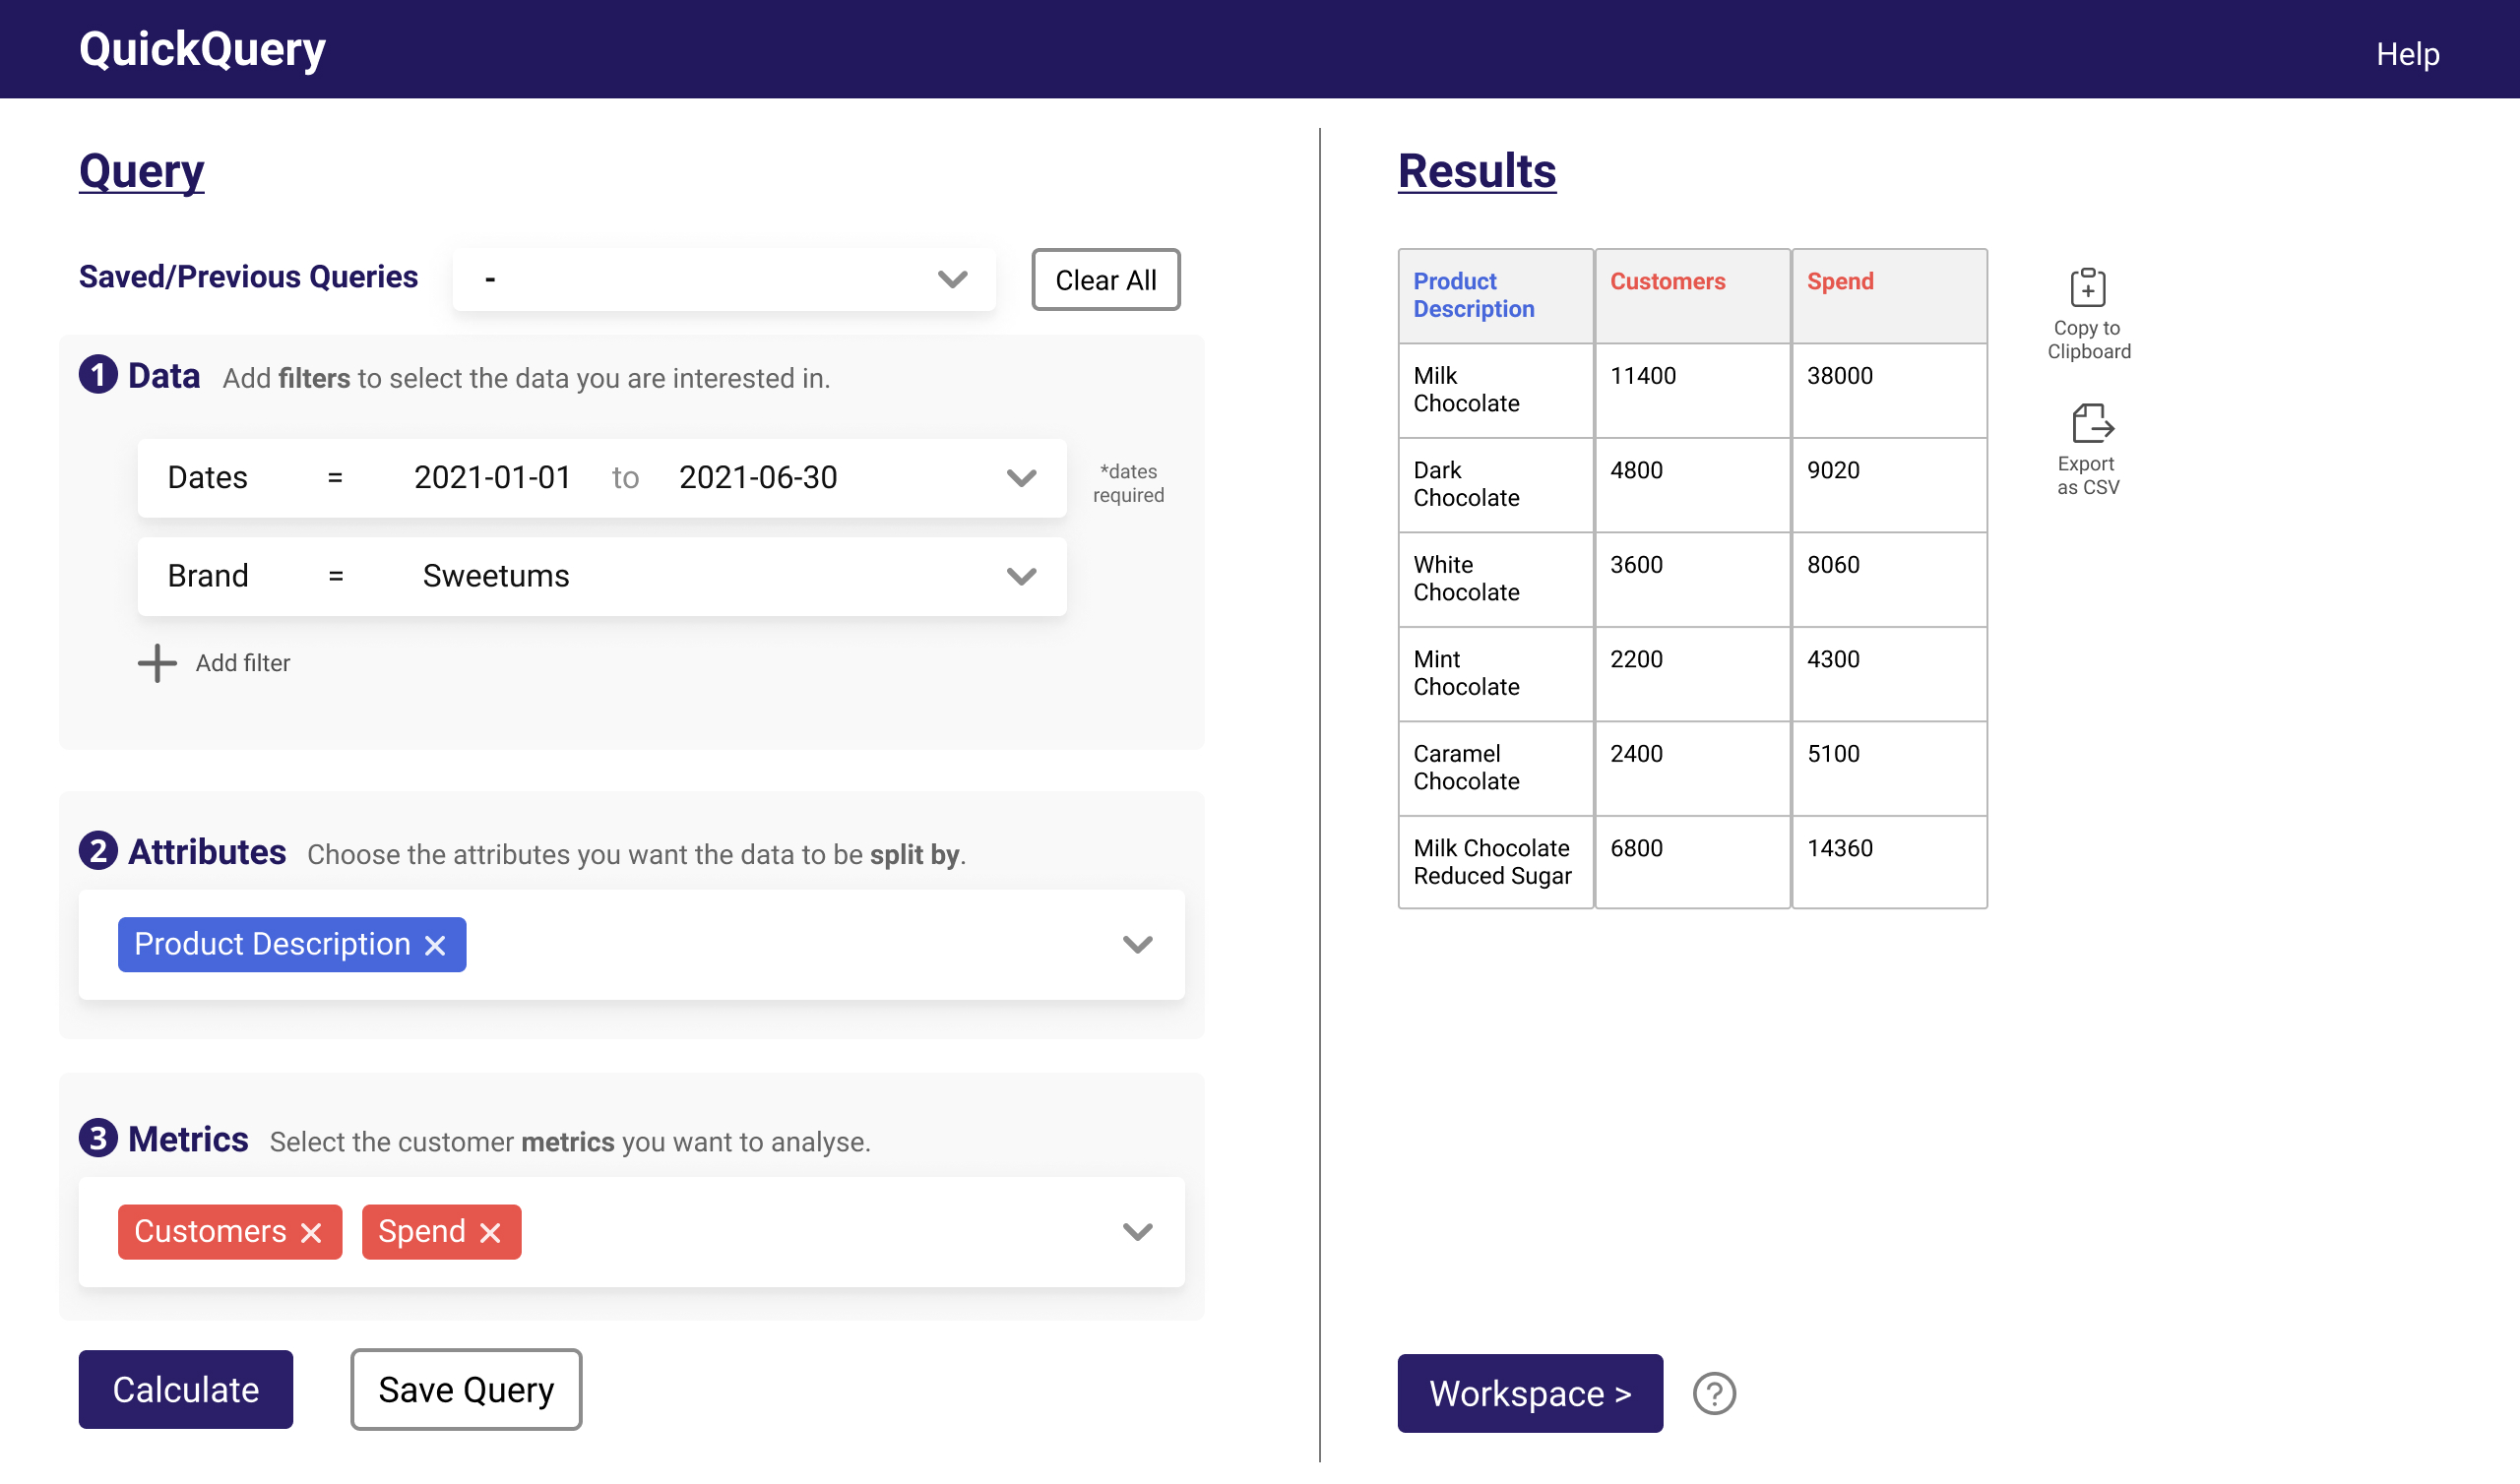 QuickQuery
Help
Query
Saved/Previous Queries
-
Clear All
1 Data Add filters to select the data you are interested in.
Dates = 2021-01-01 to 2021-06-30
*dates
required
Brand = Sweetums
Add filter
2 Attributes Choose the attributes you want the data to be split by.
Product Description ×
3 Metrics Select the customer metrics you want to analyse.
Customers × Spend ×
Calculate
Save Query
Results
Product
Description
Customers
Spend
Milk
Chocolate
11400
38000
Dark
Chocolate
4800
9020
White
Chocolate
3600
8060
Mint
Chocolate
2200
4300
Caramel
Chocolate
2400
5100
Milk Chocolate
Reduced Sugar
6800
14360
Copy to
Clipboard
Export
as CSV
Workspace >
?